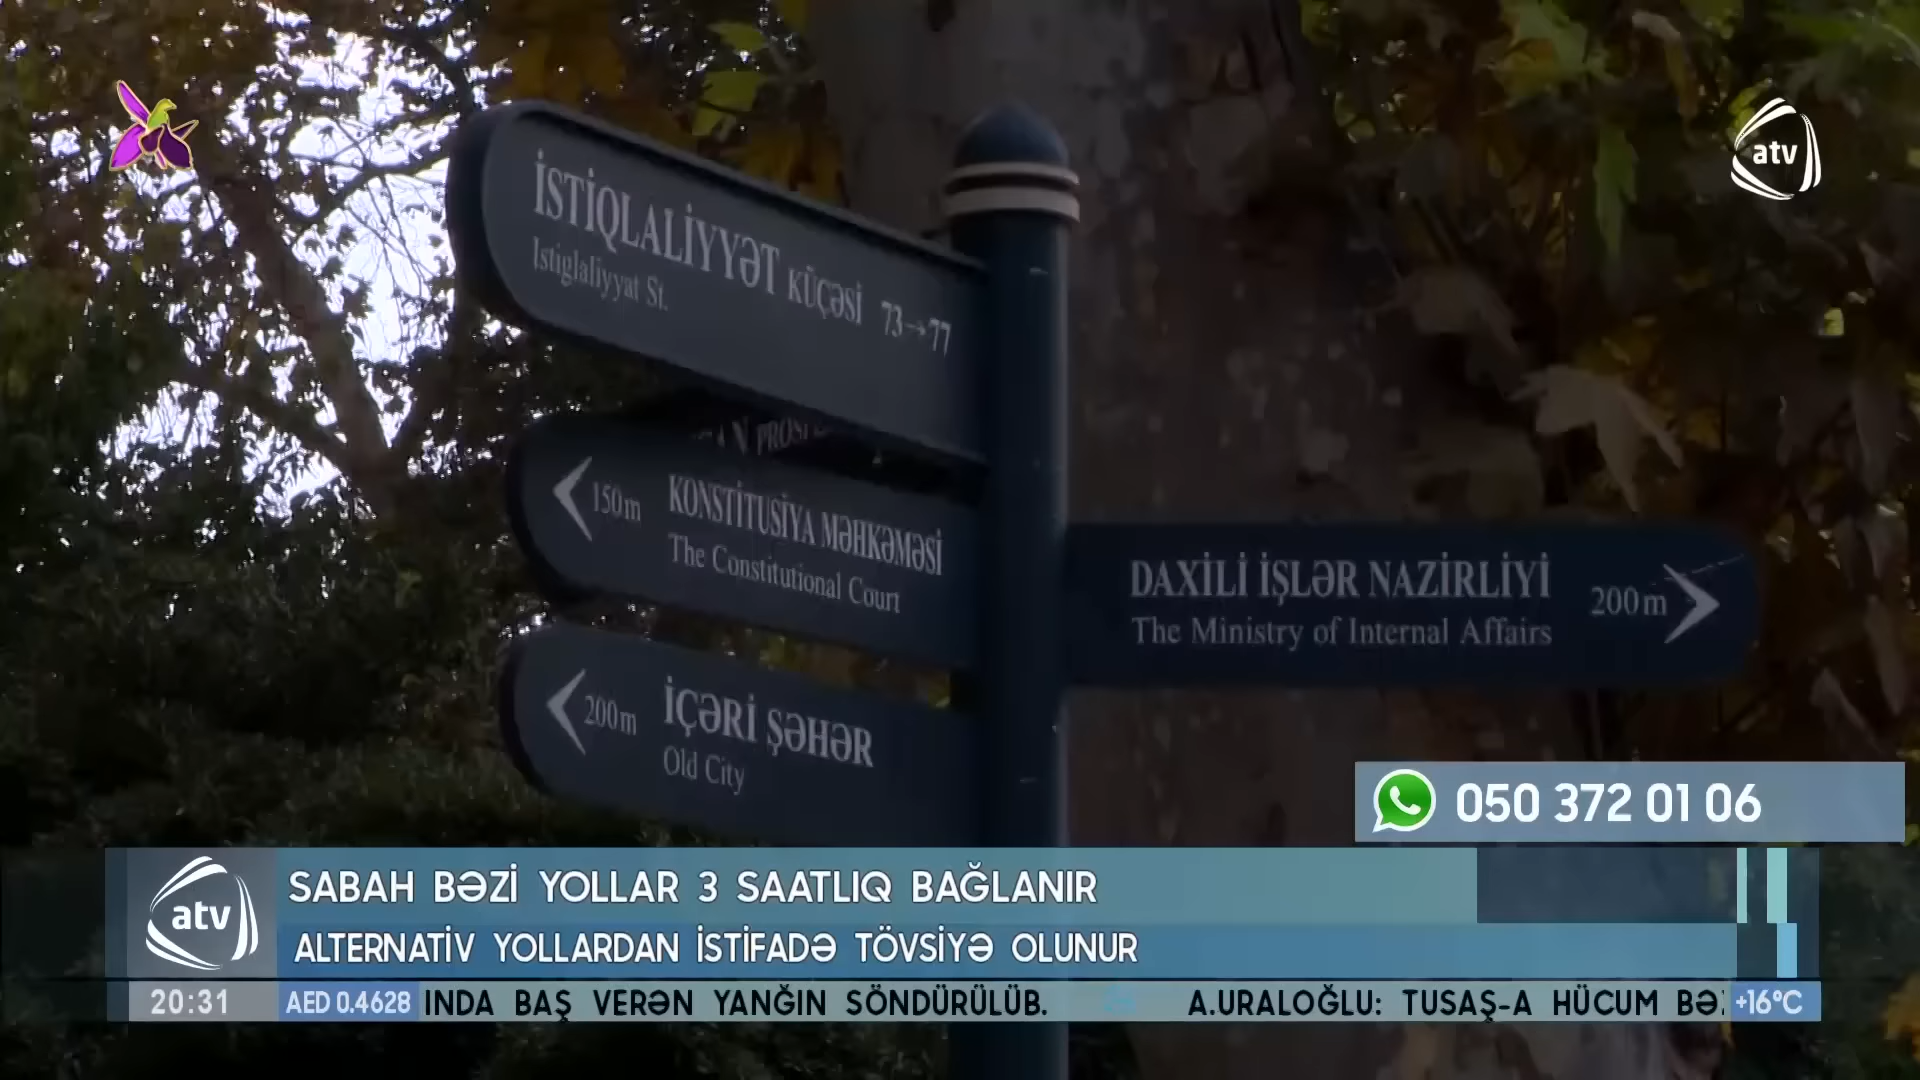 atv
İSTİQLALİYYƏT KÜÇƏSİ 73→77
Istiglaliyyat St.
150m KONSTİTUSİYA MƏHKƏMƏSİ
The Constitutional Court
DAXİLİ İŞLƏR NAZİRLİYİ 200m
The Ministry of Internal Affairs
200m İÇƏRİ ŞƏHƏR
Old City
050 372 01 06
atv
SABAH BƏZİ YOLLAR 3 SAATLIQ BAĞLANIR
ALTERNATİV YOLLARDAN İSTİFADƏ TÖVSİYƏ OLUNUR
20:31 AED 0.4628 INDA BAŞ VERƏN YANĞIN SÖNDÜRÜLÜB. A.URALOĞLU: TUSAŞ-A HÜCUM +16°C